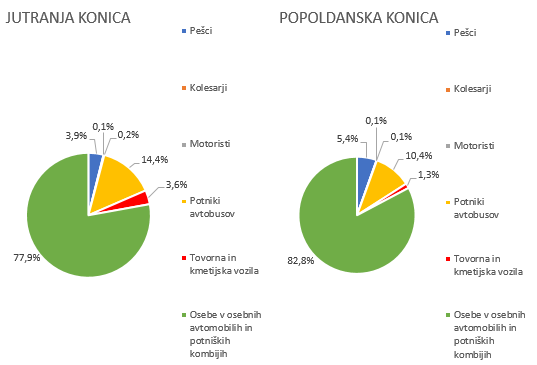 JUTRANJA KONICA
Pešci
Kolesarji
Motoristi
Potniki
avtobusov
Tovorna in
kmetijska vozila
Osebe v osebnih
avtomobilih in
potniških
kombijih
3,9%
0,1%
0,2%
14,4%
3,6%
77,9%
POPOLDANSKA KONICA
Pešci
Kolesarji
Motoristi
Potniki
avtobusov
Tovorna in
kmetijska vozila
Osebe v osebnih
avtomobilih in
potniških
kombijih
5,4%
0,1%
0,1%
10,4%
1,3%
82,8%